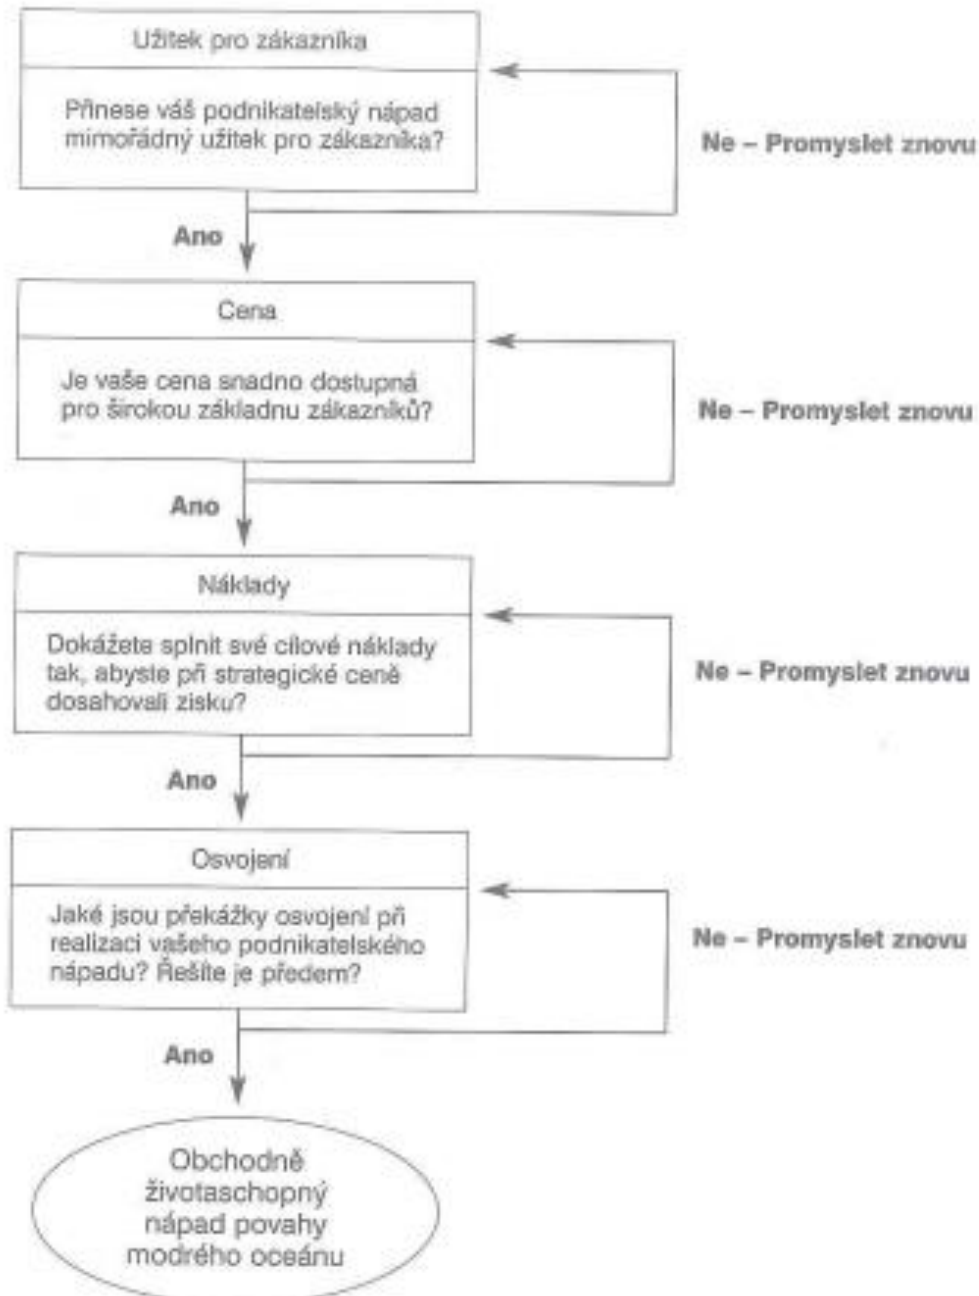 Užitek pro zákazníka
Přinese váš podnikatelský nápad
mimořádný užitek pro zákazníka?
Ne – Promyslet znovu
Ano
Cena
Je vaše cena snadno dostupná
pro širokou základnu zákazníků?
Ne – Promyslet znovu
Ano
Náklady
Dokážete splnit své cílové náklady
tak, abyste při strategické ceně
dosahovali zisku?
Ne – Promyslet znovu
Ano
Osvojení
Jaké jsou překážky osvojení při
realizaci vašeho podnikatelského
nápadu? Řešíte je předem?
Ne – Promyslet znovu
Ano
Obchodně
životaschopný
nápad povahy
modrého oceánu